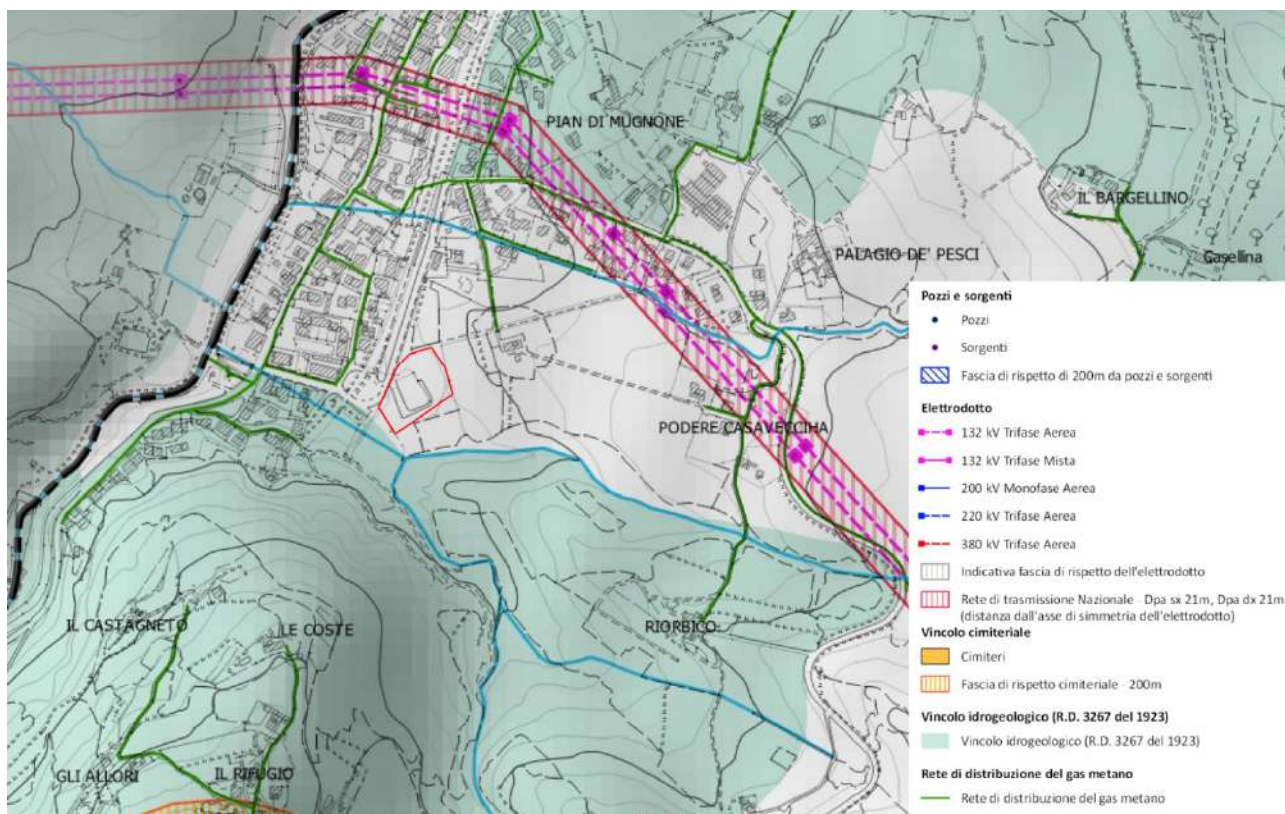 PIAN DI MUGNONE
IL BARGELLINO
PALAGIO DE' PESCI
Casellina
PODERE CASAVECCIHA
IL CASTAGNETO
LE COSTE
RIORBICO
GLI ALLORI
IL RIFUGIO
Pozzi e sorgenti
Pozzi
Sorgenti
Fascia di rispetto di 200m da pozzi e sorgenti
Elettrodotto
132 kV Trifase Aerea
132 kV Trifase Mista
200 kV Monofase Aerea
220 kV Trifase Aerea
380 kV Trifase Aerea
Indicativa fascia di rispetto dell'elettrodotto
Rete di trasmissione Nazionale - Dpa sx 21m, Dpa dx 21m
(distanza dall'asse di simmetria dell'elettrodotto)
Vincolo cimiteriale
Cimiteri
Fascia di rispetto cimiteriale - 200m
Vincolo idrogeologico (R.D. 3267 del 1923)
Vincolo idrogeologico (R.D. 3267 del 1923)
Rete di distribuzione del gas metano
Rete di distribuzione del gas metano